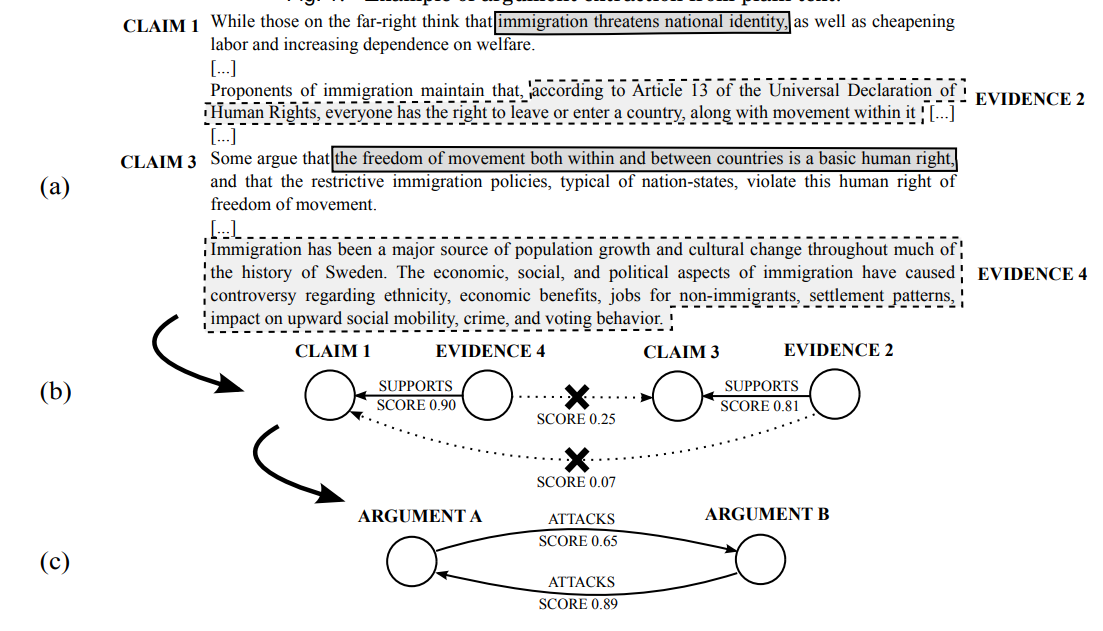 Fig. 1. Example of argument extraction from plain text.
CLAIM 1 While those on the far-right think that immigration threatens national identity, as well as cheapening
labor and increasing dependence on welfare.
[...]
Proponents of immigration maintain that, according to Article 13 of the Universal Declaration of
Human Rights, everyone has the right to leave or enter a country, along with movement within it [...]
EVIDENCE 2
[...]
CLAIM 3 Some argue that the freedom of movement both within and between countries is a basic human right,
(a) and that the restrictive immigration policies, typical of nation-states, violate this human right of
freedom of movement.
[...]
Immigration has been a major source of population growth and cultural change throughout much of
the history of Sweden. The economic, social, and political aspects of immigration have caused
EVIDENCE 4
controversy regarding ethnicity, economic benefits, jobs for non-immigrants, settlement patterns,
impact on upward social mobility, crime, and voting behavior.
CLAIM 1 EVIDENCE 4 CLAIM 3 EVIDENCE 2
(b)
SUPPORTS
SCORE 0.90
SCORE 0.25
SUPPORTS
SCORE 0.81
SCORE 0.07
ARGUMENT A ARGUMENT B
(c)
ATTACKS
SCORE 0.65
ATTACKS
SCORE 0.89